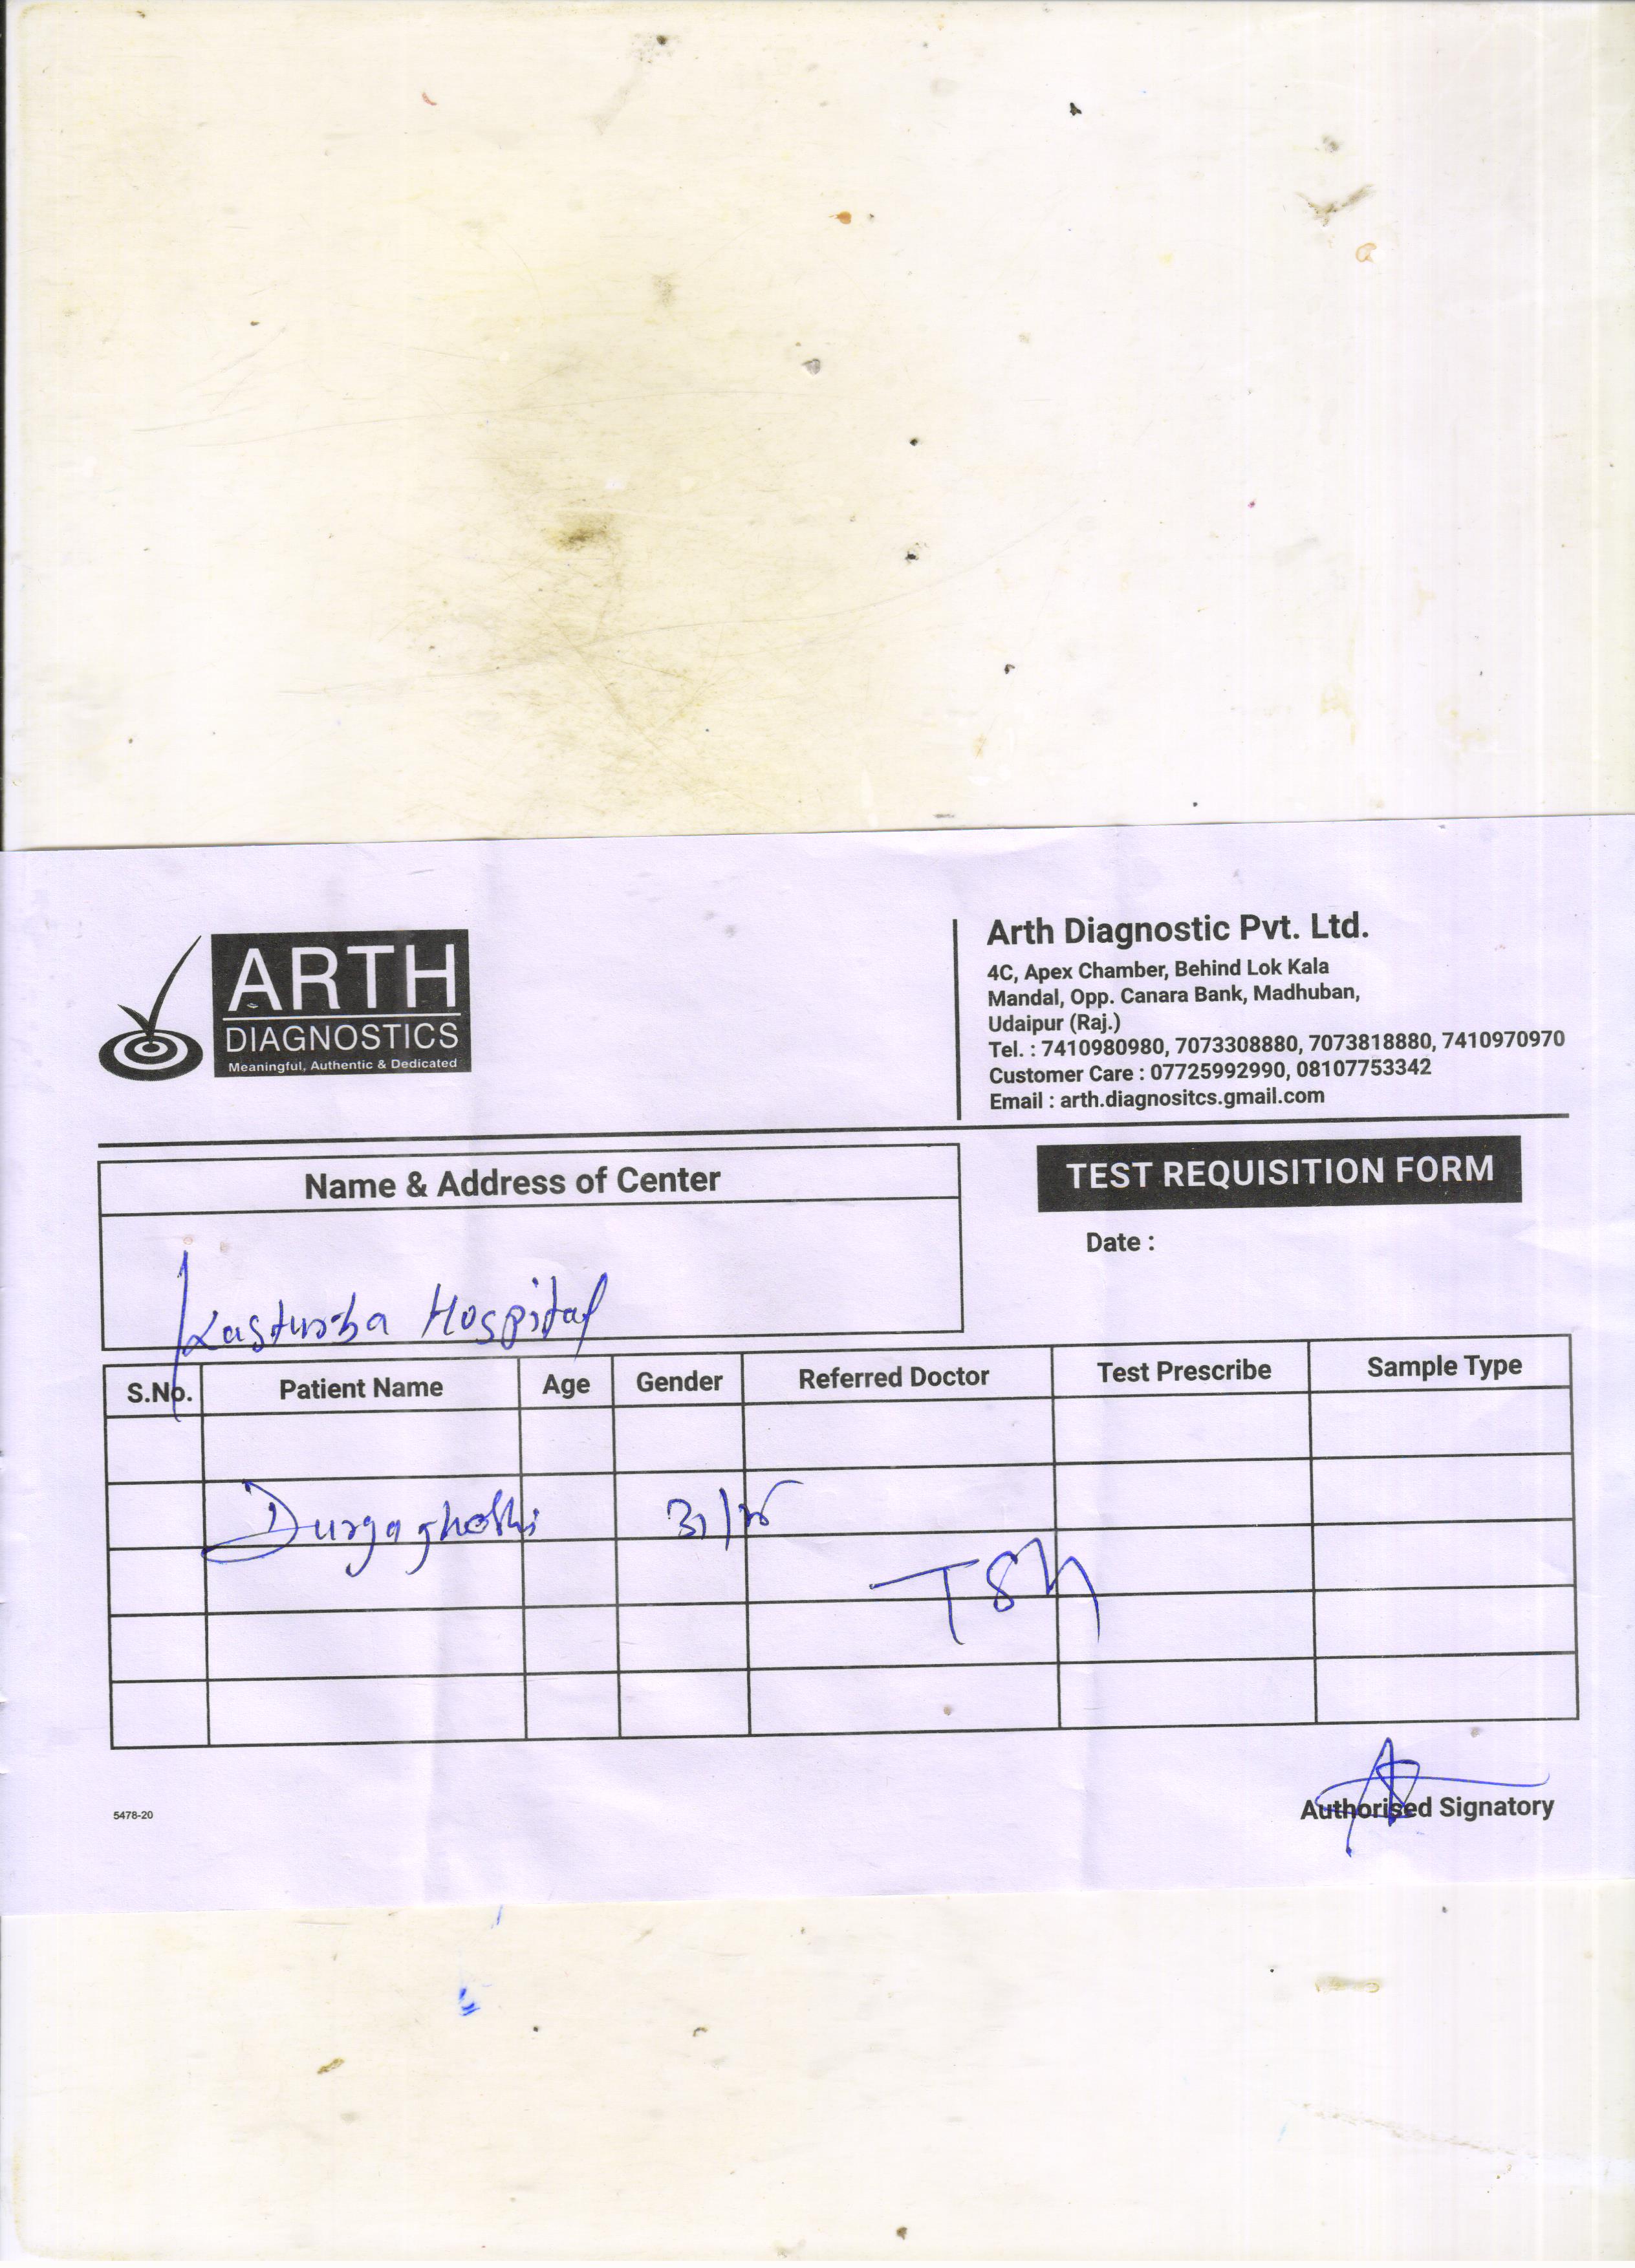 ARTH
DIAGNOSTICS
Meaningful, Authentic & Dedicated
Arth Diagnostic Pvt. Ltd.
4C, Apex Chamber, Behind Lok Kala
Mandal, Opp. Canara Bank, Madhuban,
Udaipur (Raj.)
Tel. : 7410980980, 7073308880, 7073818880, 7410970970
Customer Care : 07725992990, 08107753342
Email : arth.diagnositcs.gmail.com
Name & Address of Center
TEST REQUISITION FORM
Date :
Kasturba Hospital
S.No. Patient Name Age Gender Referred Doctor Test Prescribe Sample Type
Durga
TSH
Authorised Signatory
5478-20